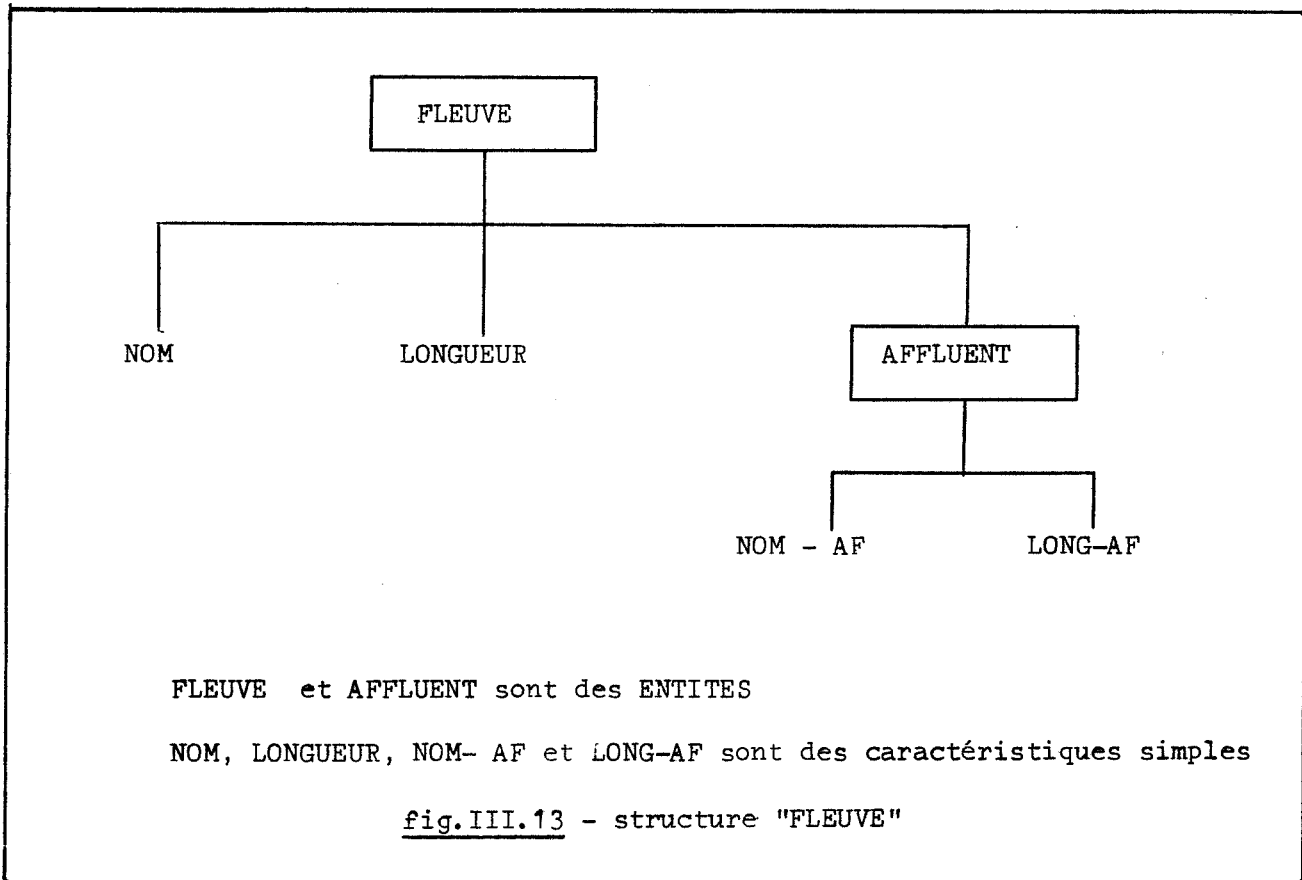 FLEUVE
NOM LONGUEUR AFFLUENT
NOM - AF LONG-AF
FLEUVE et AFFLUENT sont des ENTITES
NOM, LONGUEUR, NOM- AF et LONG-AF sont des caractéristiques simples
fig.III.13 - structure "FLEUVE"